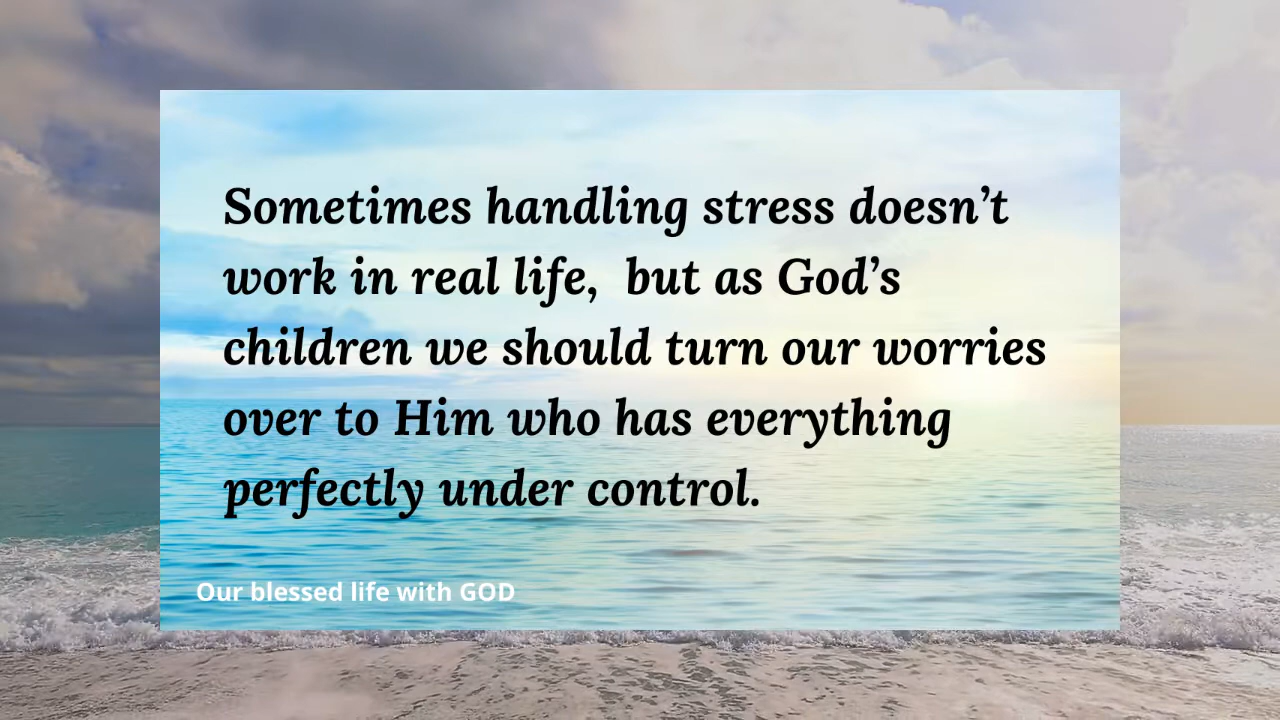 Sometimes handling stress doesn’t
work in real life,  but as God’s
children we should turn our worries
over to Him who has everything
perfectly under control.
Our blessed life with GOD